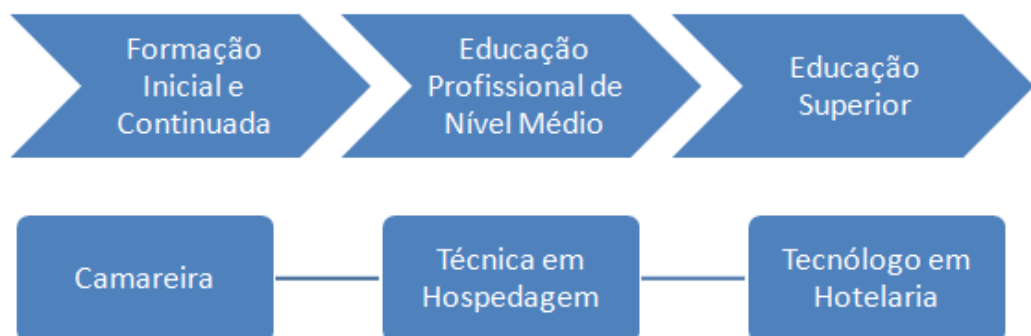 Formação
Inicial e
Continuada
Educação
Profissional de
Nível Médio
Educação
Superior
Camareira
Técnica em
Hospedagem
Tecnólogo em
Hotelaria